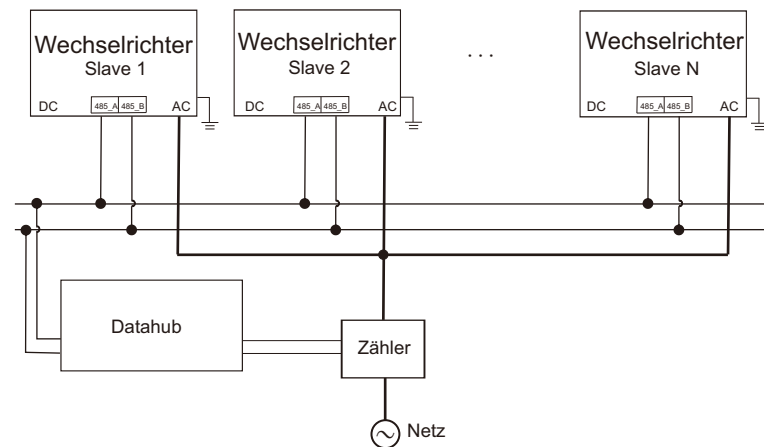 Wechselrichter
Slave 1
DC
485_A
485_B
AC
Wechselrichter
Slave 2
DC
485_A
485_B
AC
. . .
Wechselrichter
Slave N
DC
485_A
485_B
AC
Datahub
Zähler
Netz